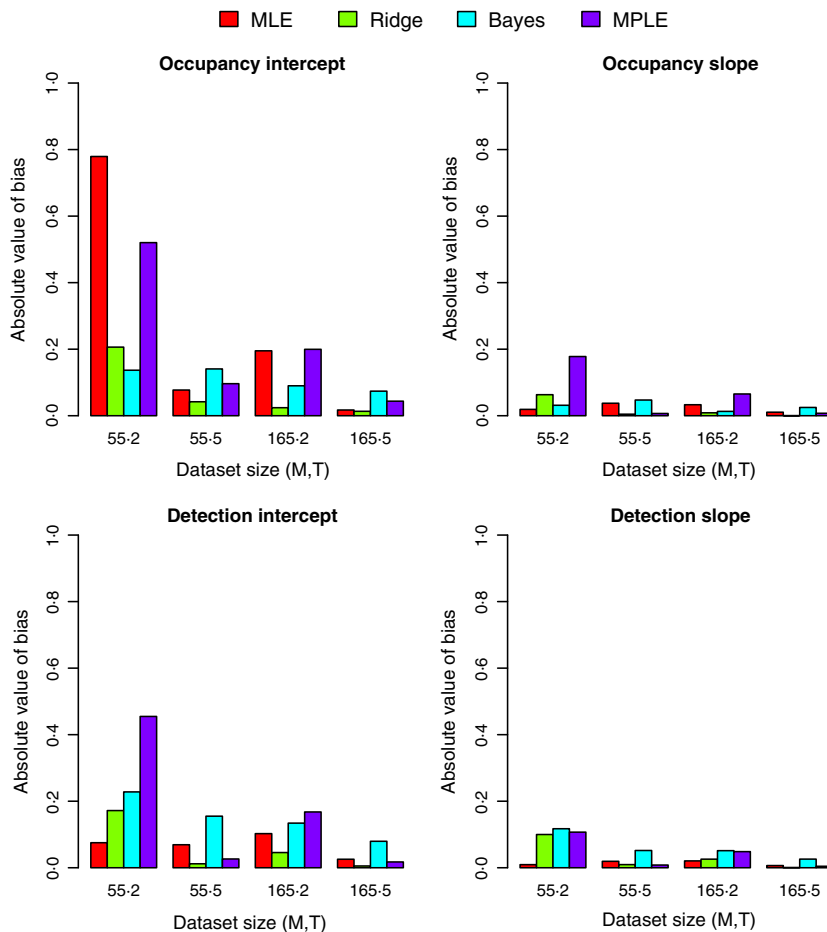 MLE Ridge Bayes MPLE
Occupancy intercept
Absolute value of bias
0·0 0·2 0·4 0·6 0·8 1·0
55·2 55·5 165·2 165·5
Dataset size (M,T)
Occupancy slope
Absolute value of bias
0·0 0·2 0·4 0·6 0·8 1·0
55·2 55·5 165·2 165·5
Dataset size (M,T)
Detection intercept
Absolute value of bias
0·0 0·2 0·4 0·6 0·8 1·0
55·2 55·5 165·2 165·5
Dataset size (M,T)
Detection slope
Absolute value of bias
0·0 0·2 0·4 0·6 0·8 1·0
55·2 55·5 165·2 165·5
Dataset size (M,T)